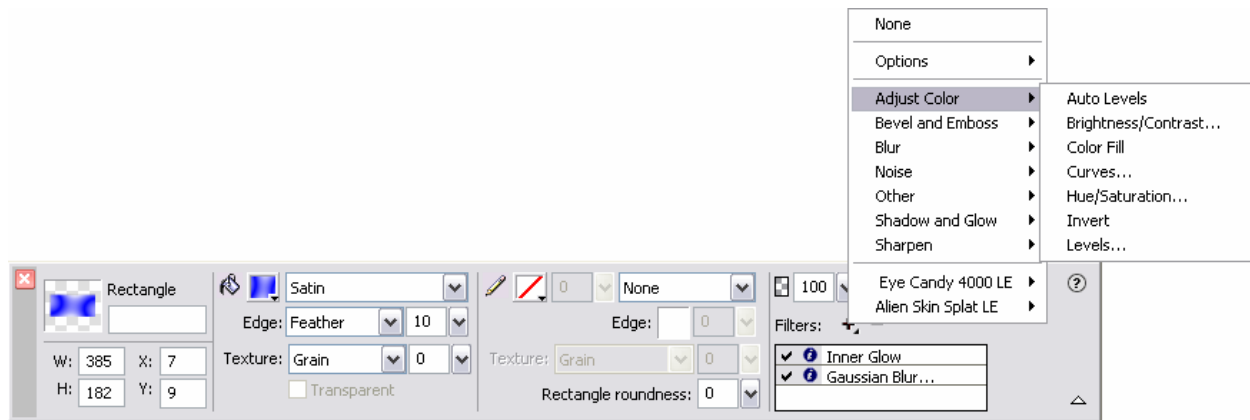 None
Options
Adjust Color
Bevel and Emboss
Blur
Noise
Other
Shadow and Glow
Sharpen
Eye Candy 4000 LE
Alien Skin Splat LE
Auto Levels
Brightness/Contrast...
Color Fill
Curves...
Hue/Saturation...
Invert
Levels...
Rectangle
W: 385 X: 7
H: 182 Y: 9
Satin
Edge: Feather 10
Texture: Grain 0
Transparent
0 None
Edge: 0
Texture: Grain 0
Rectangle roundness: 0
100
Filters:
Inner Glow
Gaussian Blur...